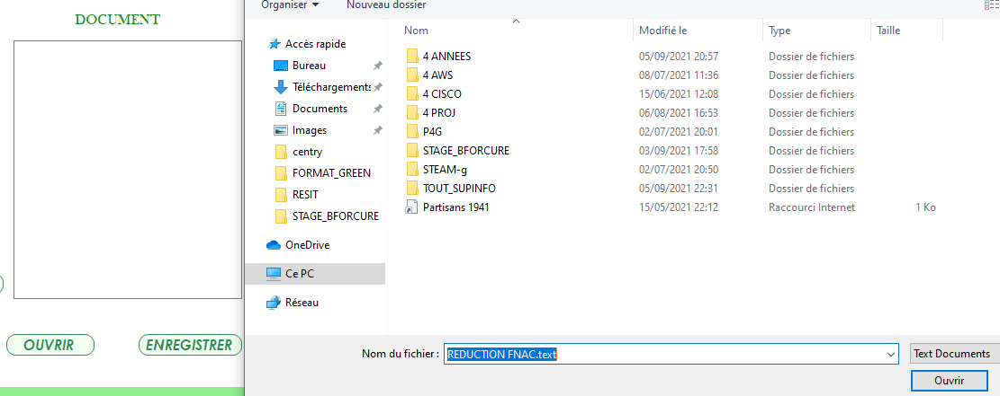 DOCUMENT
OUVRIR
ENREGISTRER
Organiser Nouveau dossier
Accès rapide
Bureau
Téléchargements
Documents
Images
centry
FORMAT_GREEN
RESIT
STAGE_BFORCURE
OneDrive
Ce PC
Réseau
Nom Modifié le Type Taille
4 ANNEES 05/09/2021 20:57 Dossier de fichiers
4 AWS 08/07/2021 11:36 Dossier de fichiers
4 CISCO 15/06/2021 12:08 Dossier de fichiers
4 PROJ 06/08/2021 16:53 Dossier de fichiers
P4G 02/07/2021 20:01 Dossier de fichiers
STAGE_BFORCURE 03/09/2021 17:58 Dossier de fichiers
STEAM-g 02/07/2021 20:50 Dossier de fichiers
TOUT_SUPINFO 05/09/2021 22:31 Dossier de fichiers
Partisans 1941 15/05/2021 22:12 Raccourci Internet 1 Ko
Nom du fichier : REDUCTION FNAC.text Text Documents
Ouvrir